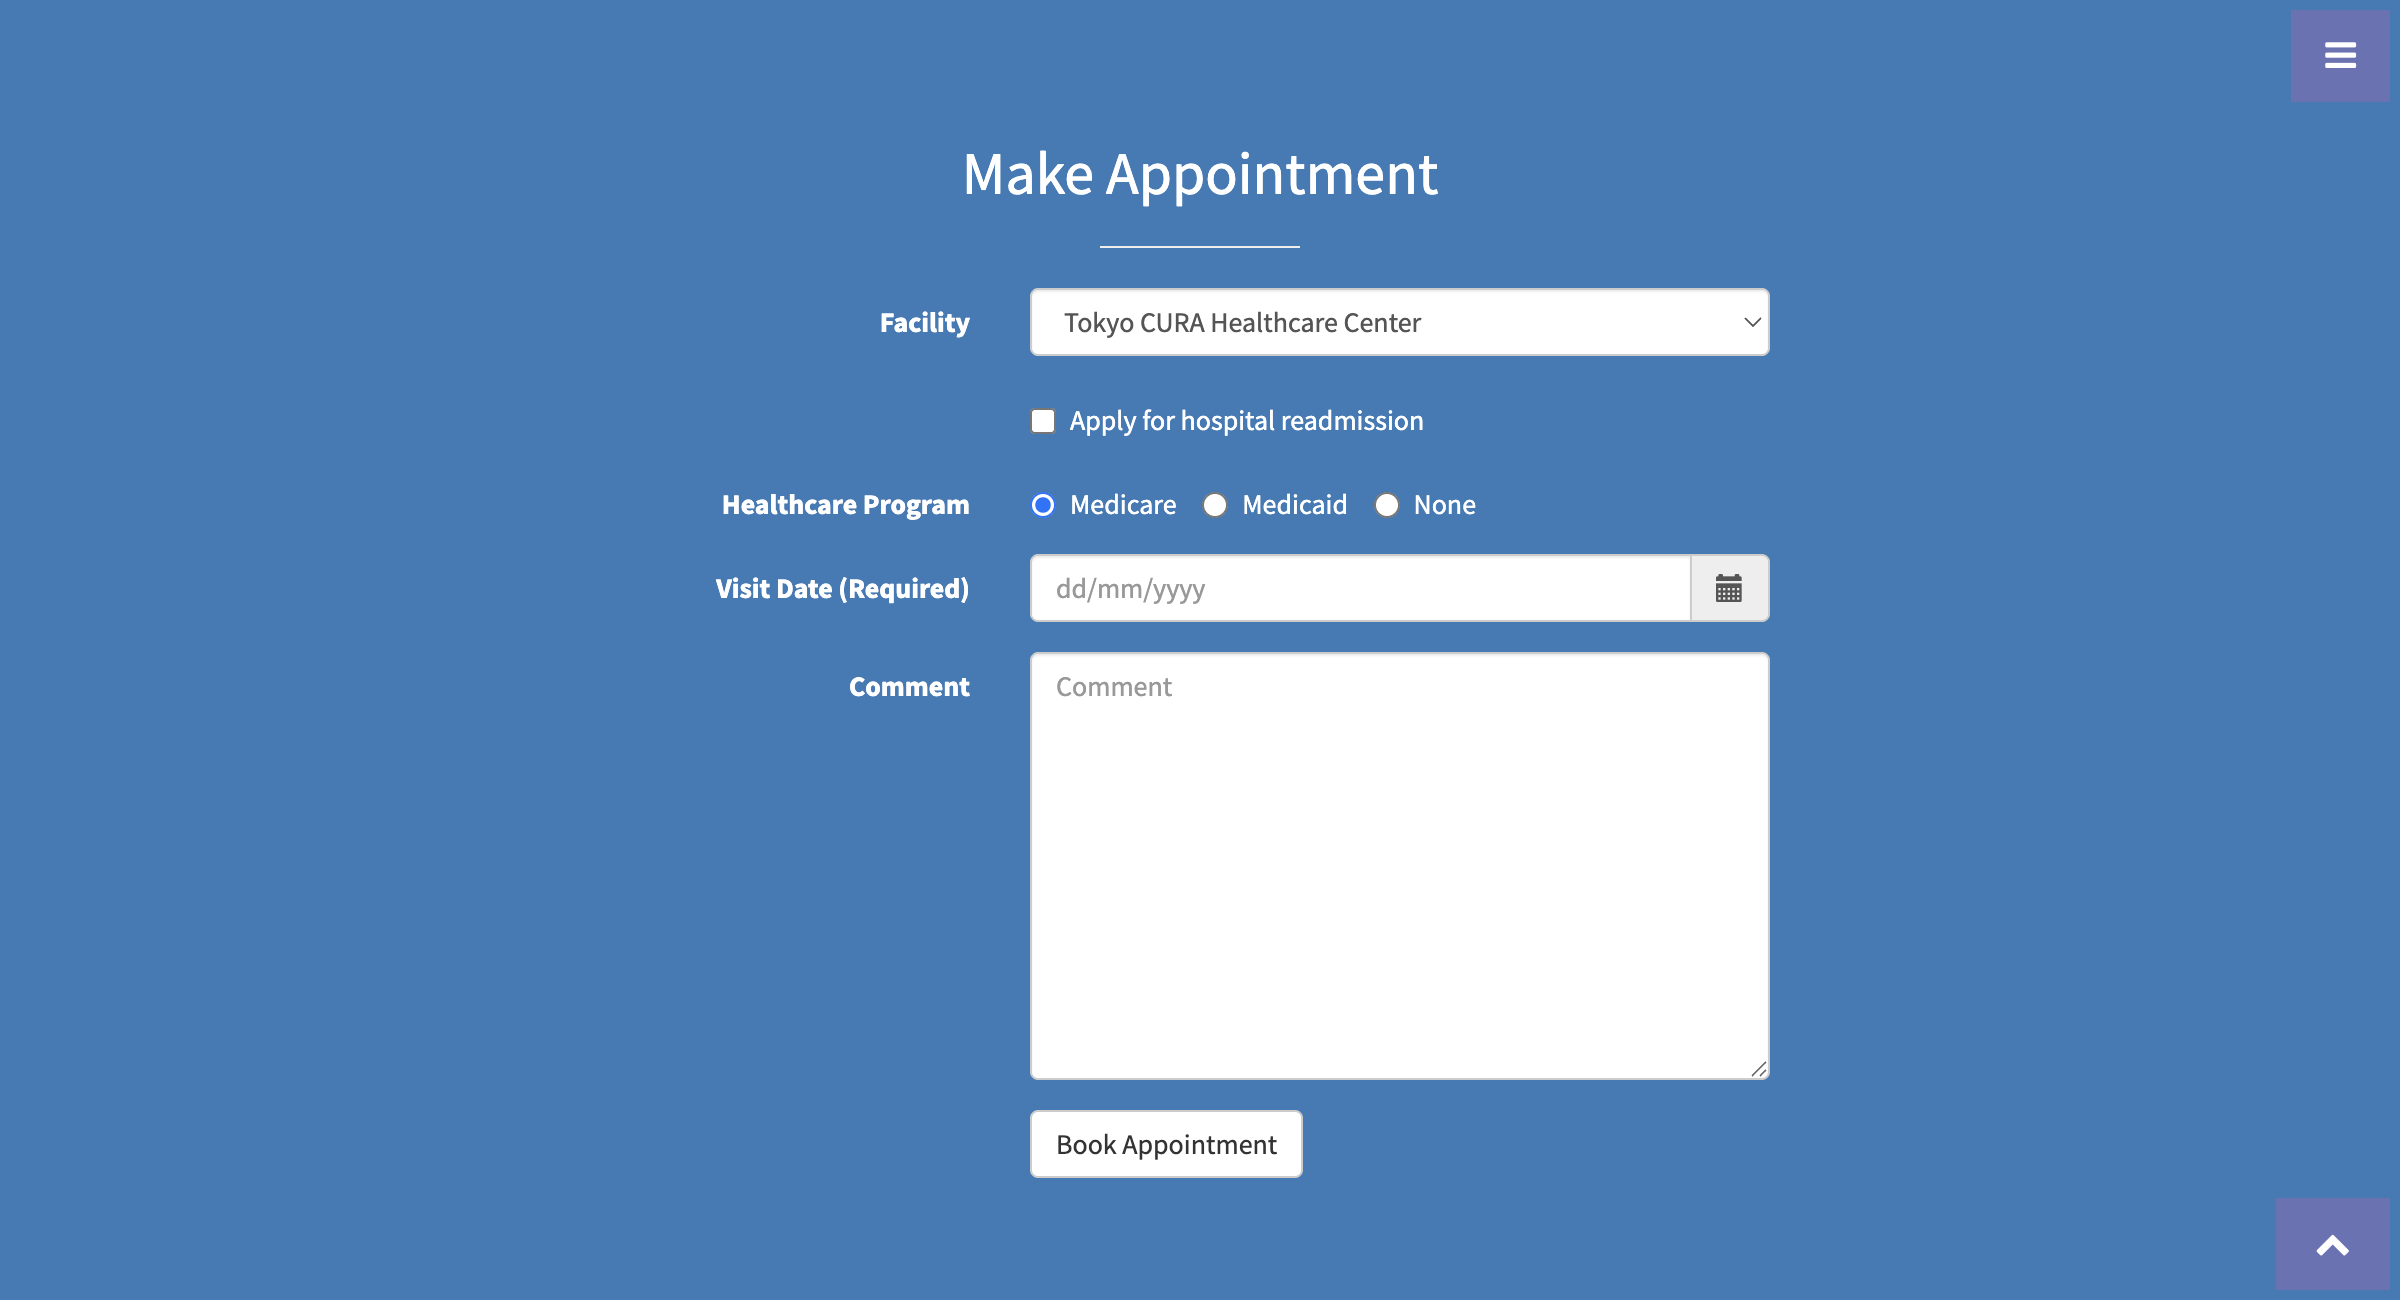 Make Appointment
Facility
Tokyo CURA Healthcare Center
Apply for hospital readmission
Healthcare Program
Medicare
Medicaid
None
Visit Date (Required)
dd/mm/yyyy
Comment
Comment
Book Appointment